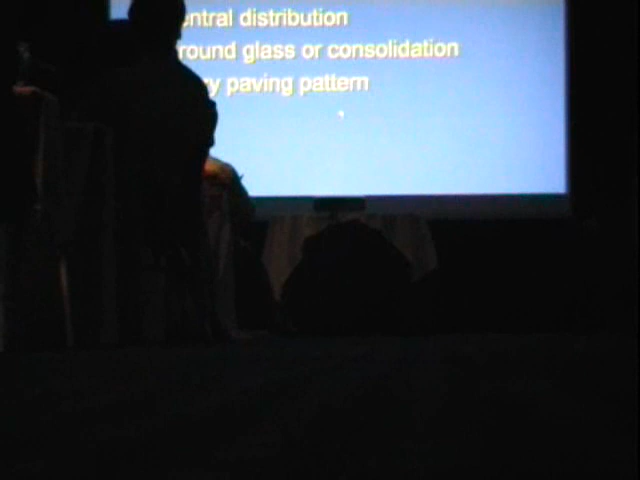 entral distribution
round glass or consolidation
y paving pattern